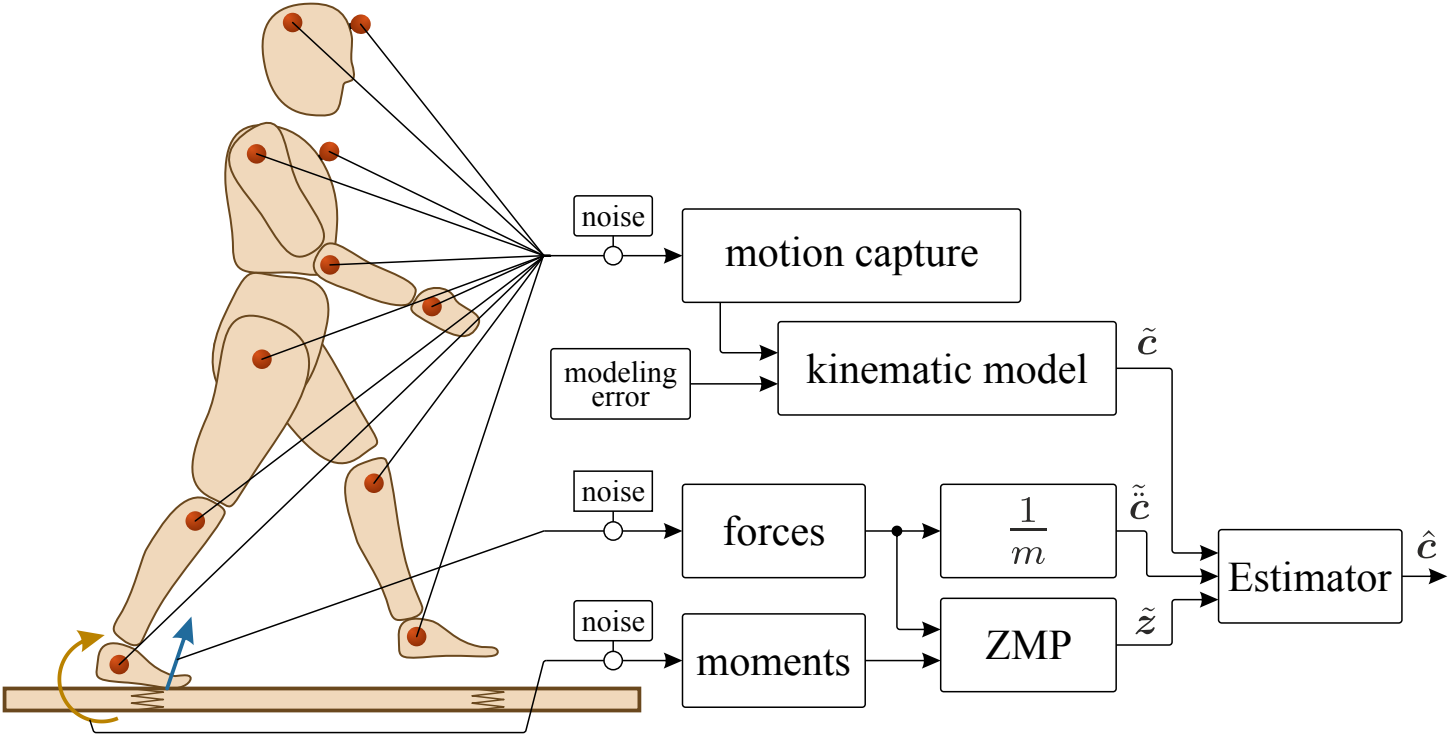 noise
motion capture
kinematic model
modeling
error
c̃
noise
forces
1
m
c̈̃
Estimator
ĉ
noise
moments
ZMP
z̃